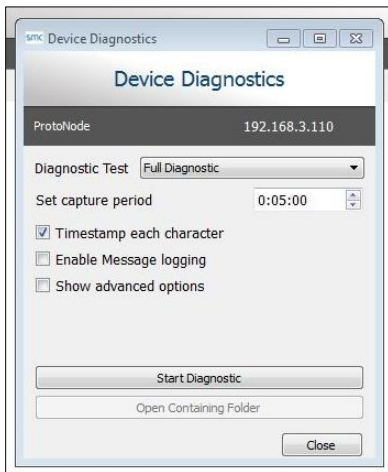 smc Device Diagnostics
Device Diagnostics
ProtoNode 192.168.3.110
Diagnostic Test Full Diagnostic
Set capture period 0:05:00
Timestamp each character
Enable Message logging
Show advanced options
Start Diagnostic
Open Containing Folder
Close